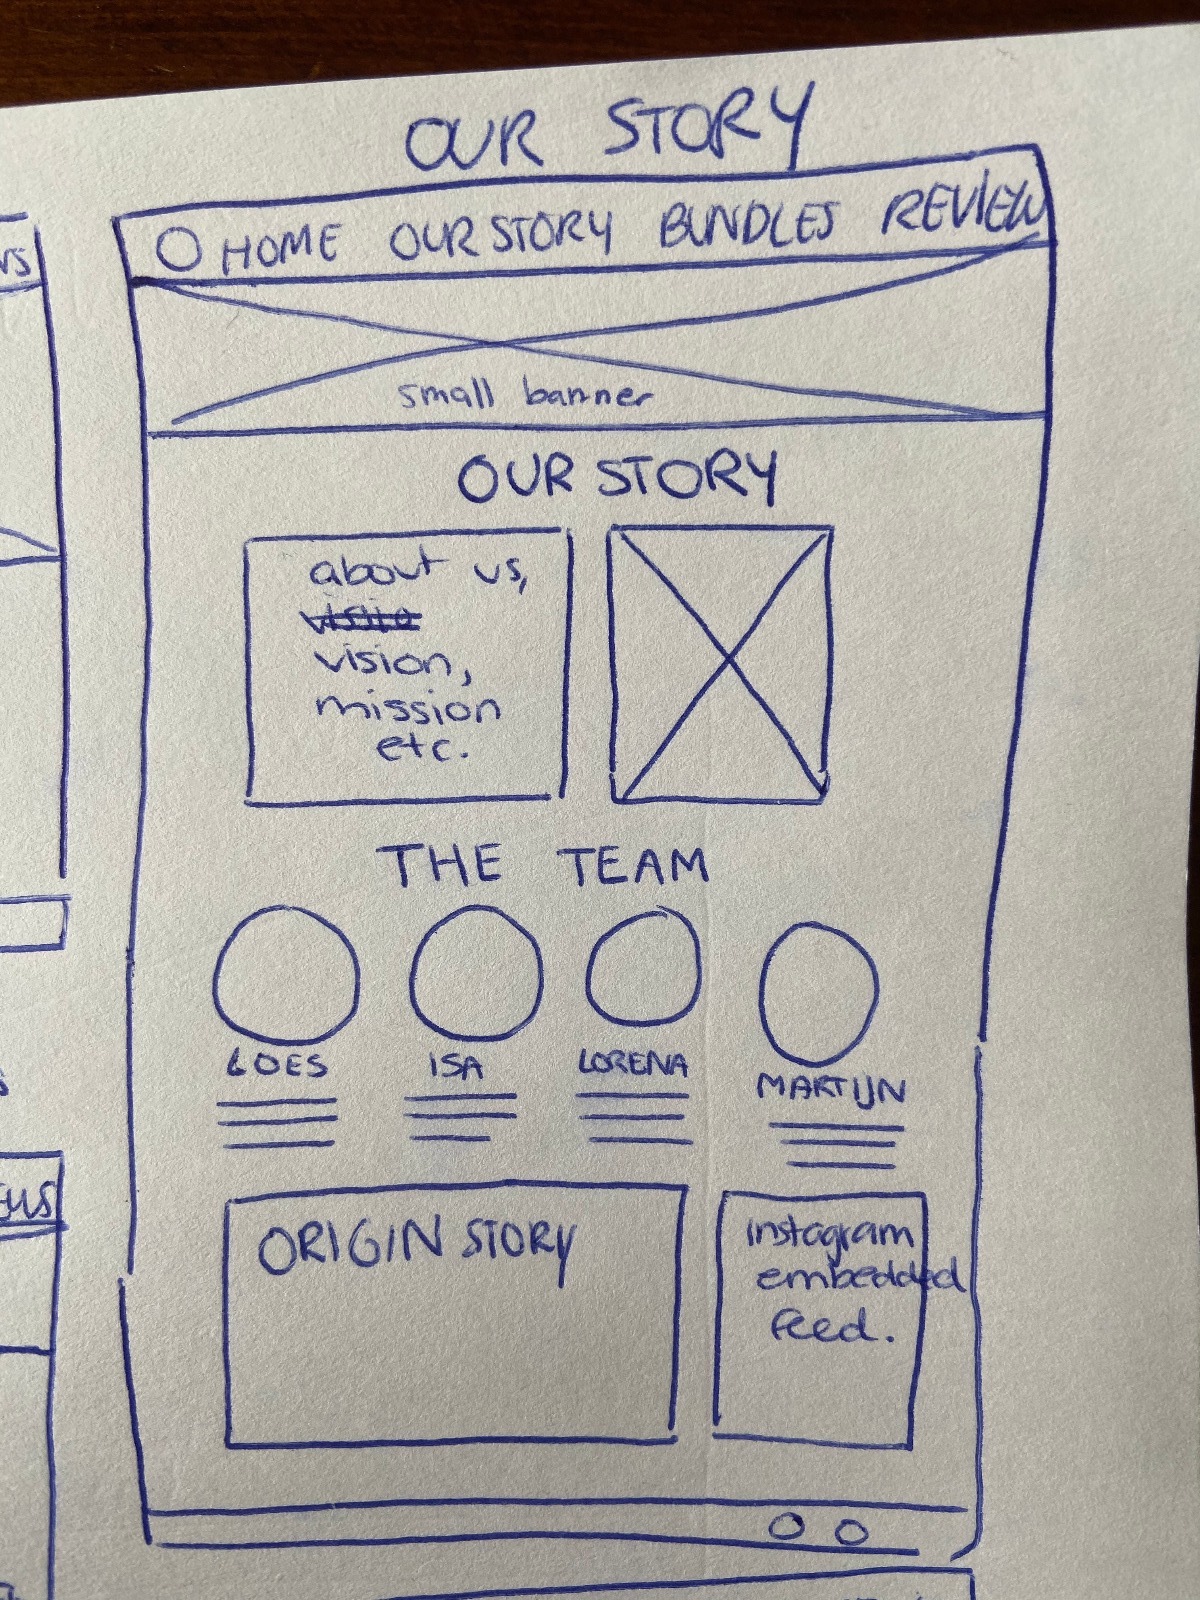 OUR STORY
HOME OUR STORY BUNDLES REVIEW
small banner
OUR STORY
about us,
vision,
mission
etc.
THE TEAM
LOES ISA LORENA MARTIJN
ORIGIN STORY
instagram
embedded
feed.